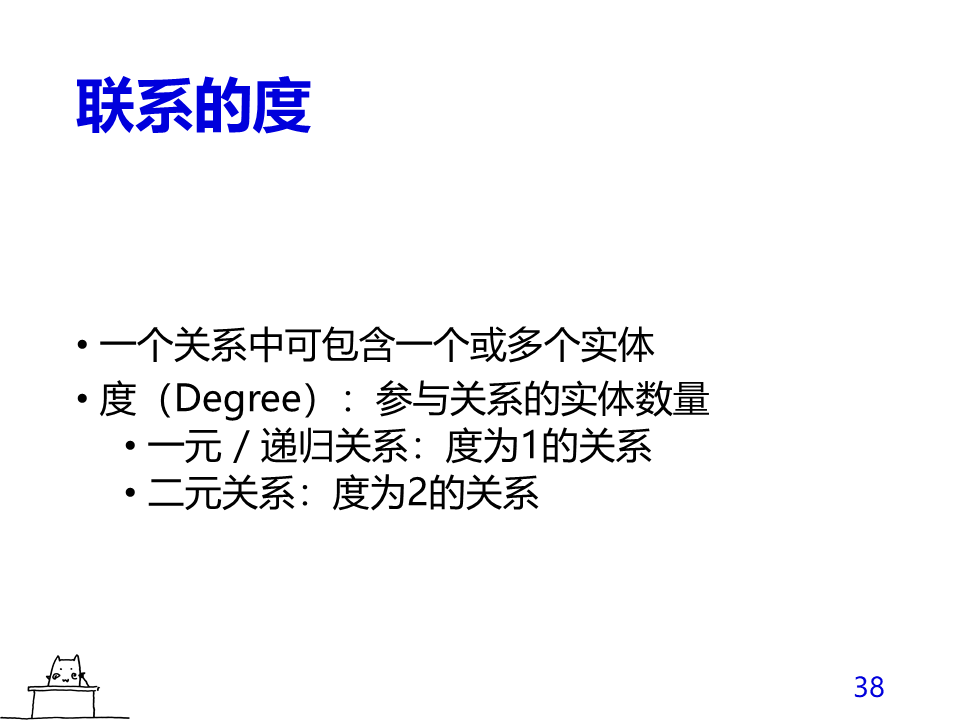 联系的度
• 一个关系中可包含一个或多个实体
• 度（Degree）：参与关系的实体数量
• 一元 / 递归关系：度为1的关系
• 二元关系：度为2的关系
38